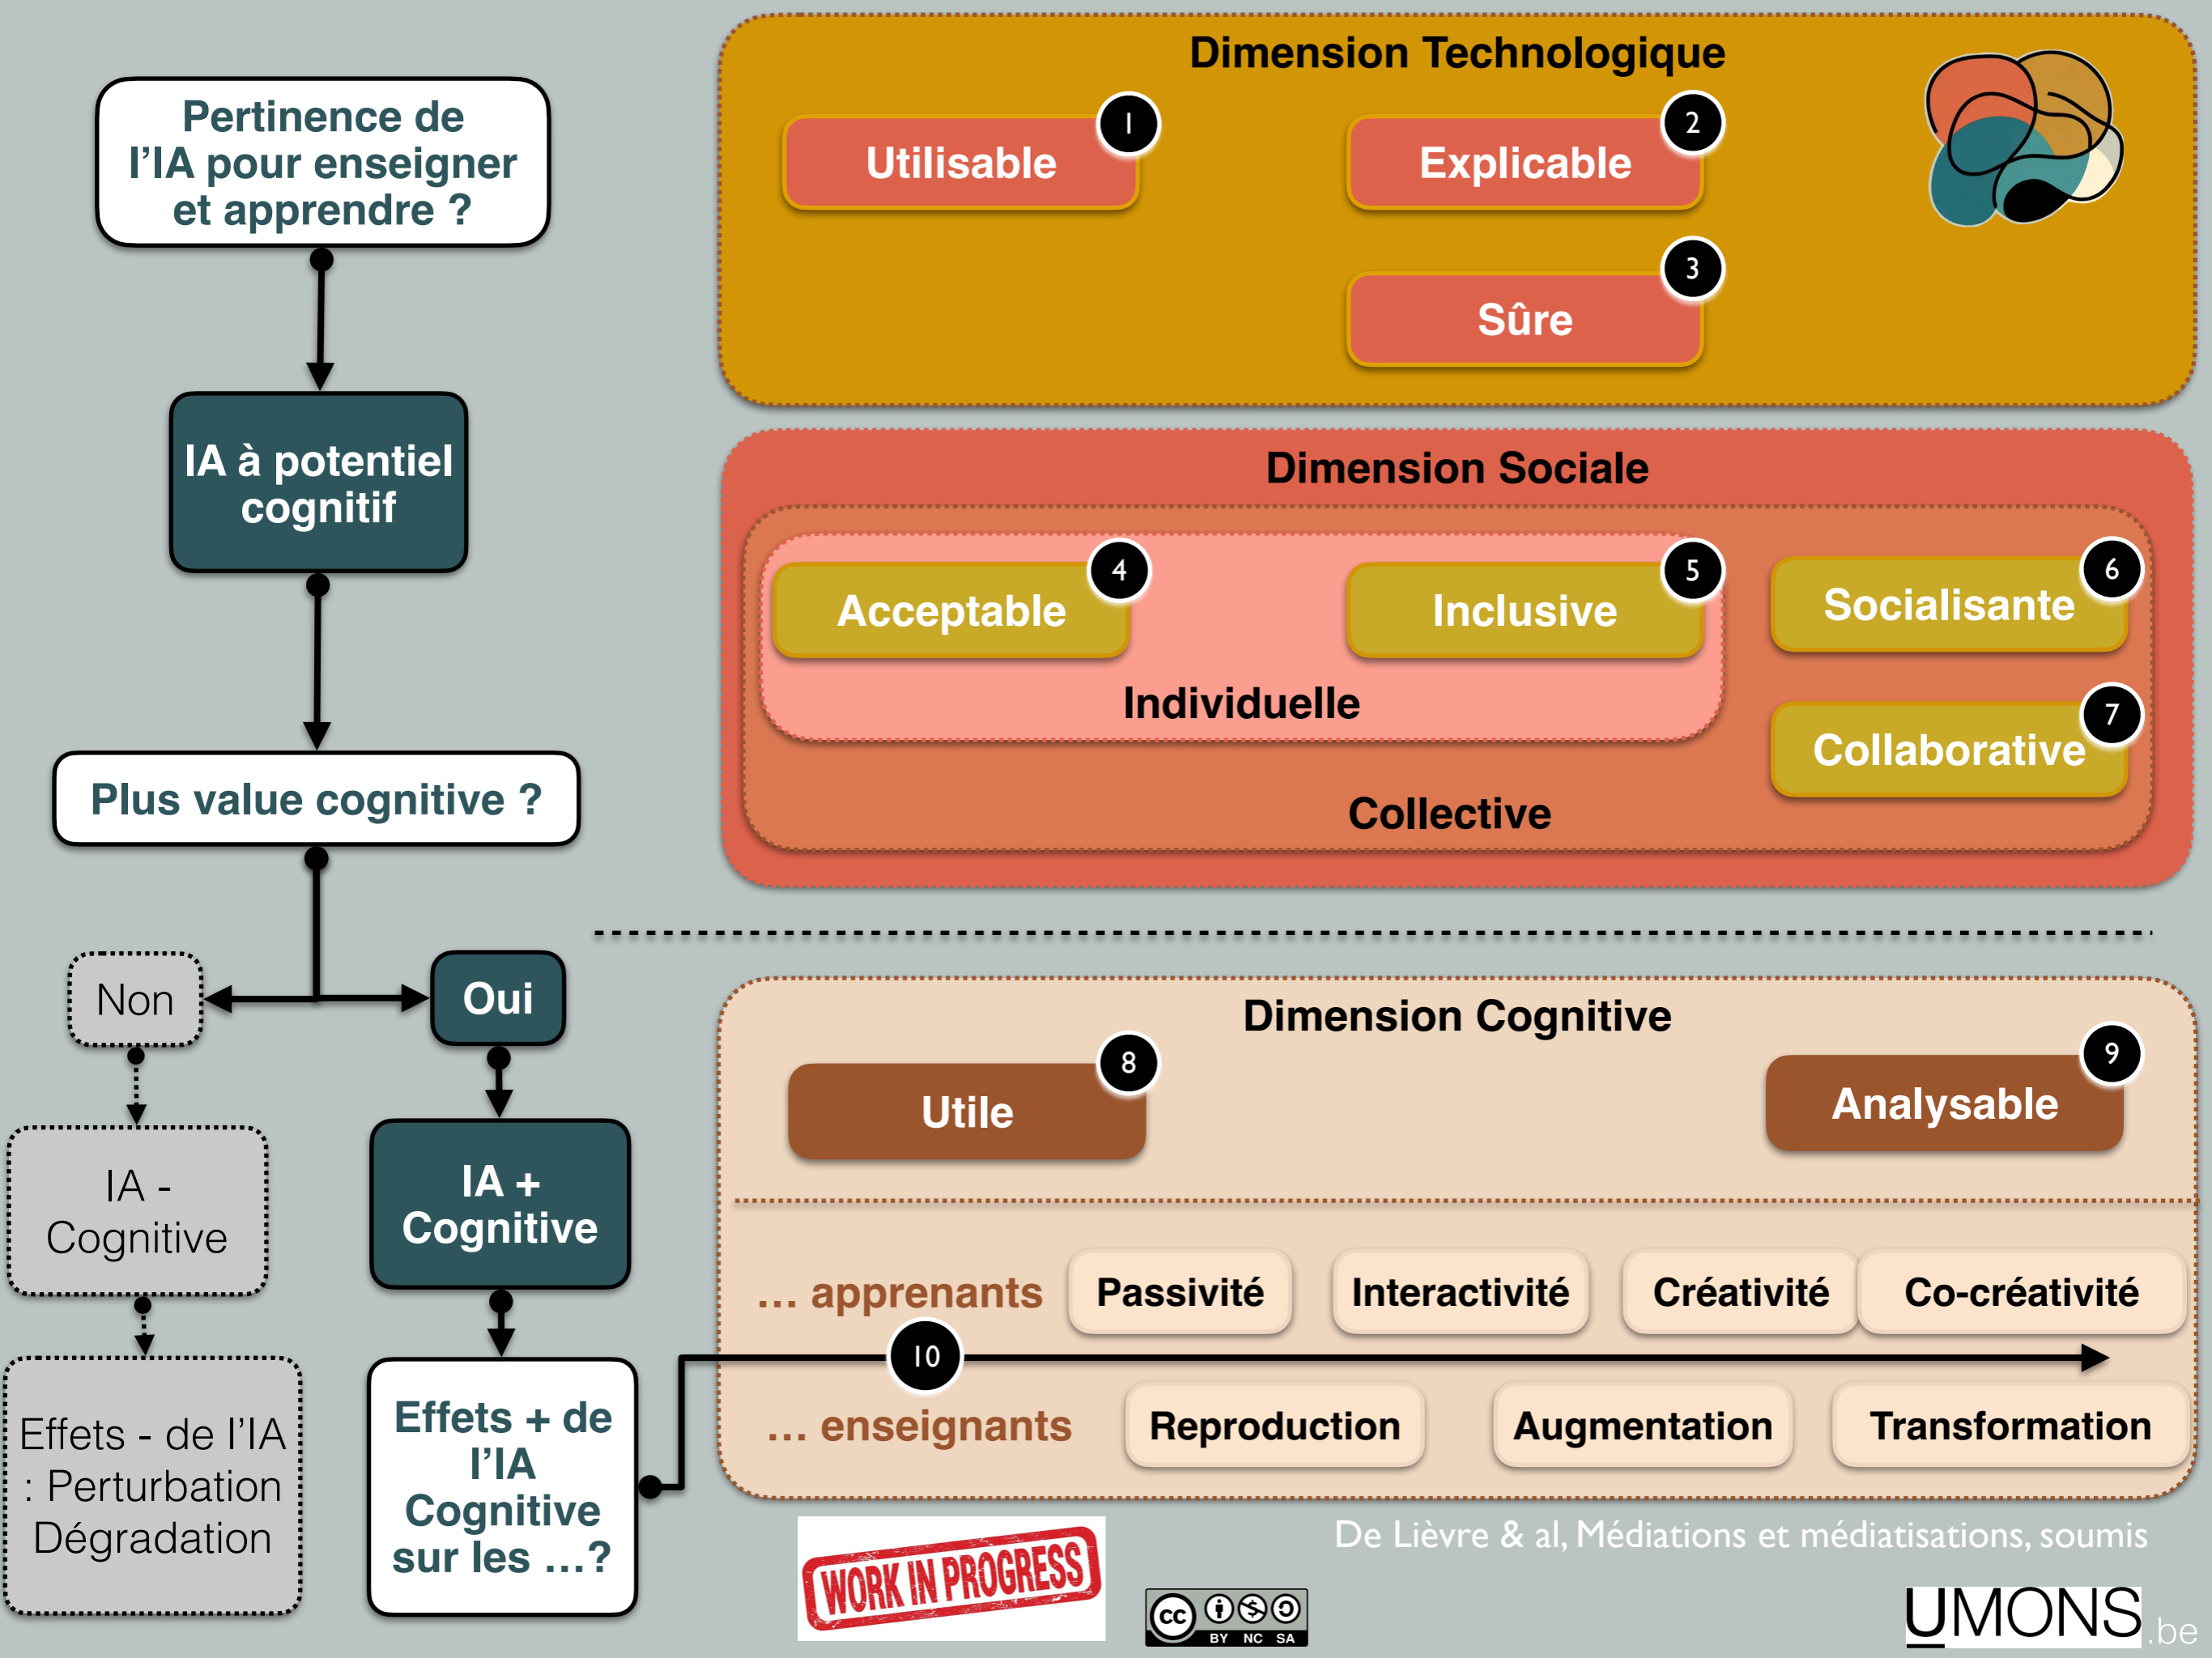 Pertinence de
l'IA pour enseigner
et apprendre ?
IA à potentiel
cognitif
Plus value cognitive ?
Non
Oui
IA -
Cognitive
IA +
Cognitive
Effets - de l'IA
: Perturbation
Dégradation
Effets + de
l'IA
Cognitive
sur les ...?
Dimension Technologique
1
Utilisable
2
Explicable
3
Sûre
Dimension Sociale
4
Acceptable
5
Inclusive
6
Socialisante
Individuelle
7
Collaborative
Collective
Dimension Cognitive
8
Utile
9
Analysable
... apprenants
Passivité
Interactivité
Créativité
Co-créativité
10
... enseignants
Reproduction
Augmentation
Transformation
De Lièvre & al, Médiations et médiatisations, soumis
WORK IN PROGRESS
cc
BY NC SA
UMONS.be